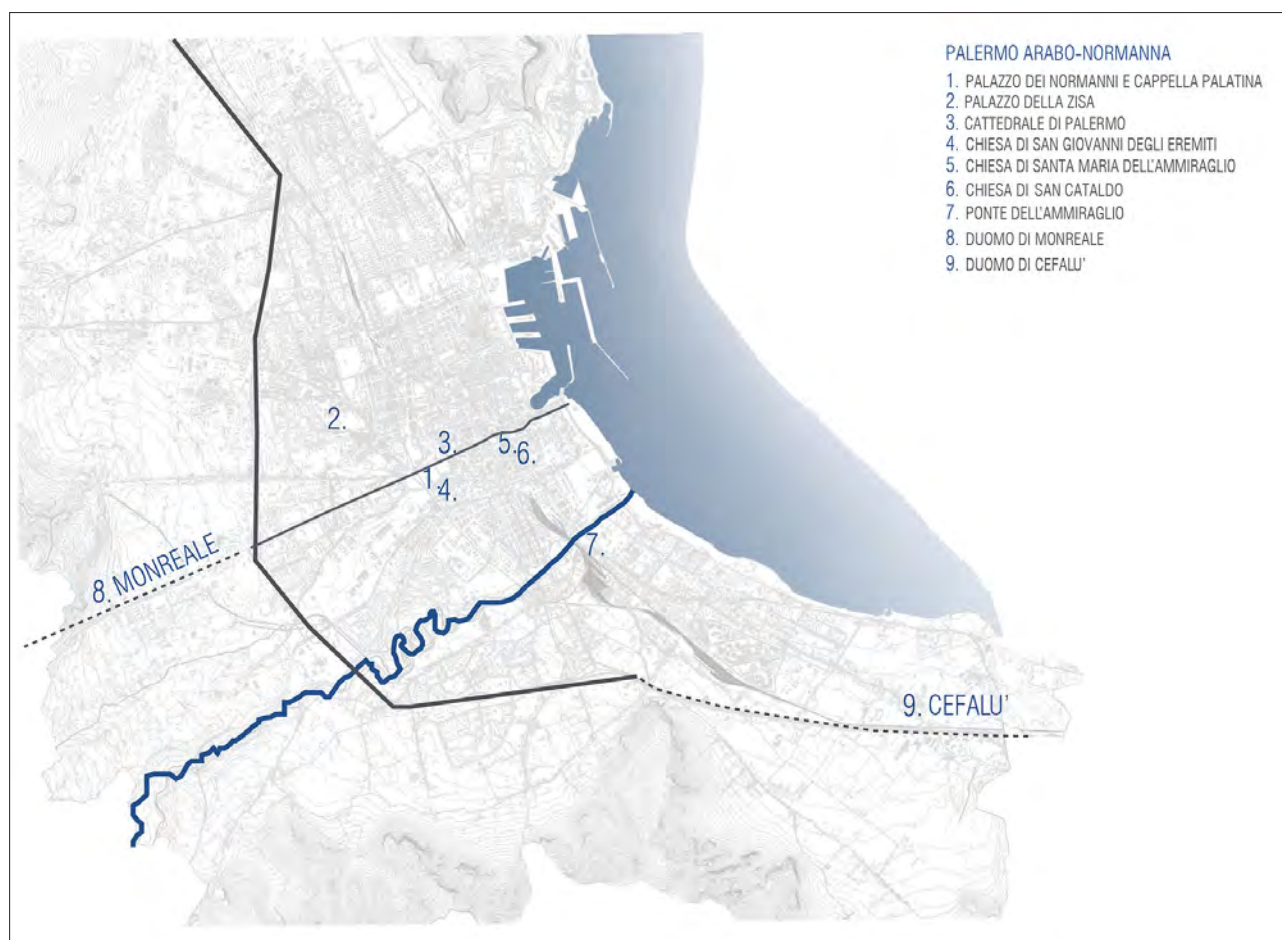 PALERMO ARABO-NORMANNA
1. PALAZZO DEI NORMANNI E CAPPELLA PALATINA
2. PALAZZO DELLA ZISA
3. CATTEDRALE DI PALERMO
4. CHIESA DI SAN GIOVANNI DEGLI EREMITI
5. CHIESA DI SANTA MARIA DELL'AMMIRAGLIO
6. CHIESA DI SAN CATALDO
7. PONTE DELL'AMMIRAGLIO
8. DUOMO DI MONREALE
9. DUOMO DI CEFALU'
2.
3.
5.
6.
1.
4.
7.
8. MONREALE
9. CEFALU'